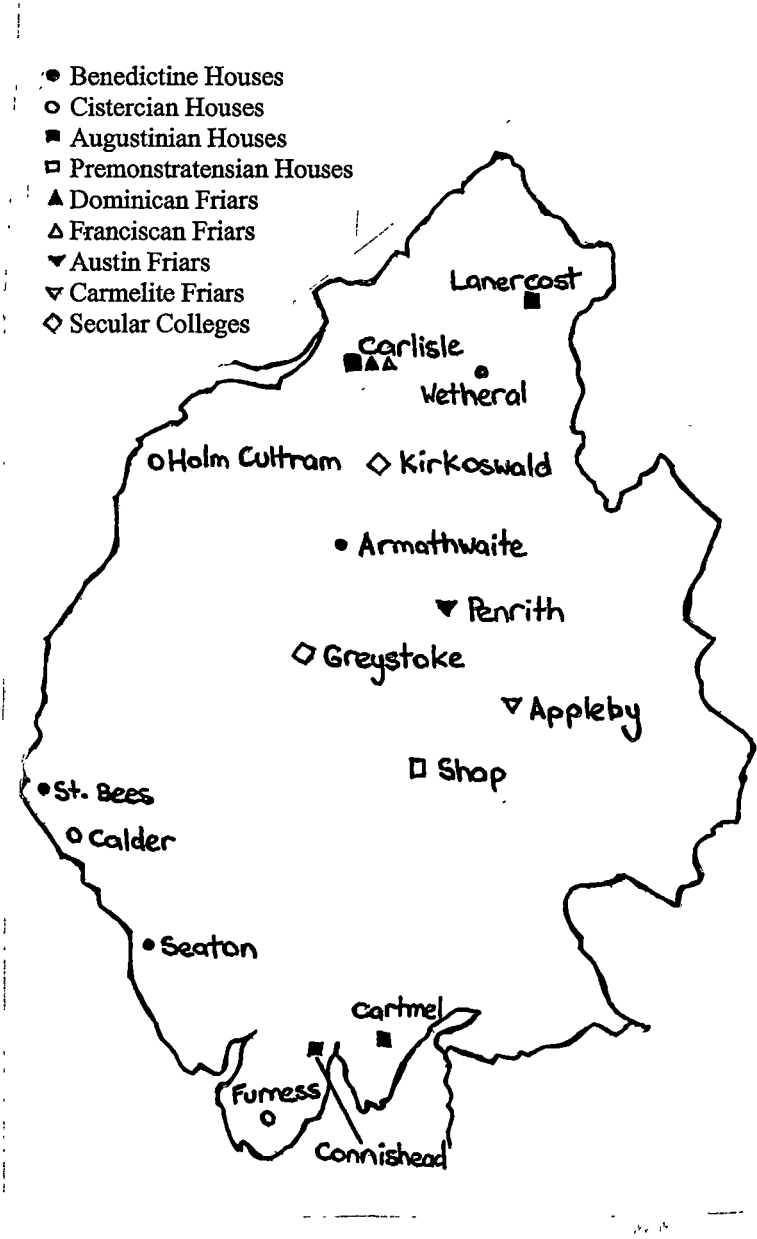 Benedictine Houses
Cistercian Houses
Augustinian Houses
Premonstratensian Houses
Dominican Friars
Franciscan Friars
Austin Friars
Carmelite Friars
Secular Colleges
Lanercost
Carlisle
Wetheral
Holm Cultram
Kirkoswald
Armathwaite
Penrith
Greystoke
Appleby
Shap
St. Bees
Calder
Seaton
Cartmel
Furness
Connishead